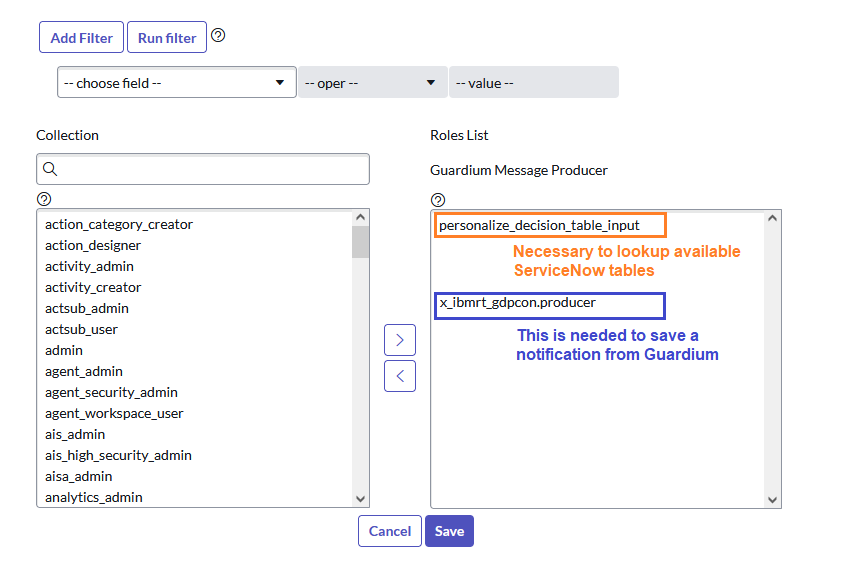 Add Filter Run filter
-- choose field -- -- oper -- -- value --
Collection
Roles List
Guardium Message Producer
action_category_creator
action_designer
activity_admin
activity_creator
actsub_admin
actsub_user
admin
agent_admin
agent_security_admin
agent_workspace_user
ais_admin
ais_high_security_admin
aisa_admin
analytics_admin
personalize_decision_table_input
Necessary to lookup available
ServiceNow tables
x_ibmrt_gdpcon.producer
This is needed to save a
notification from Guardium
Cancel Save